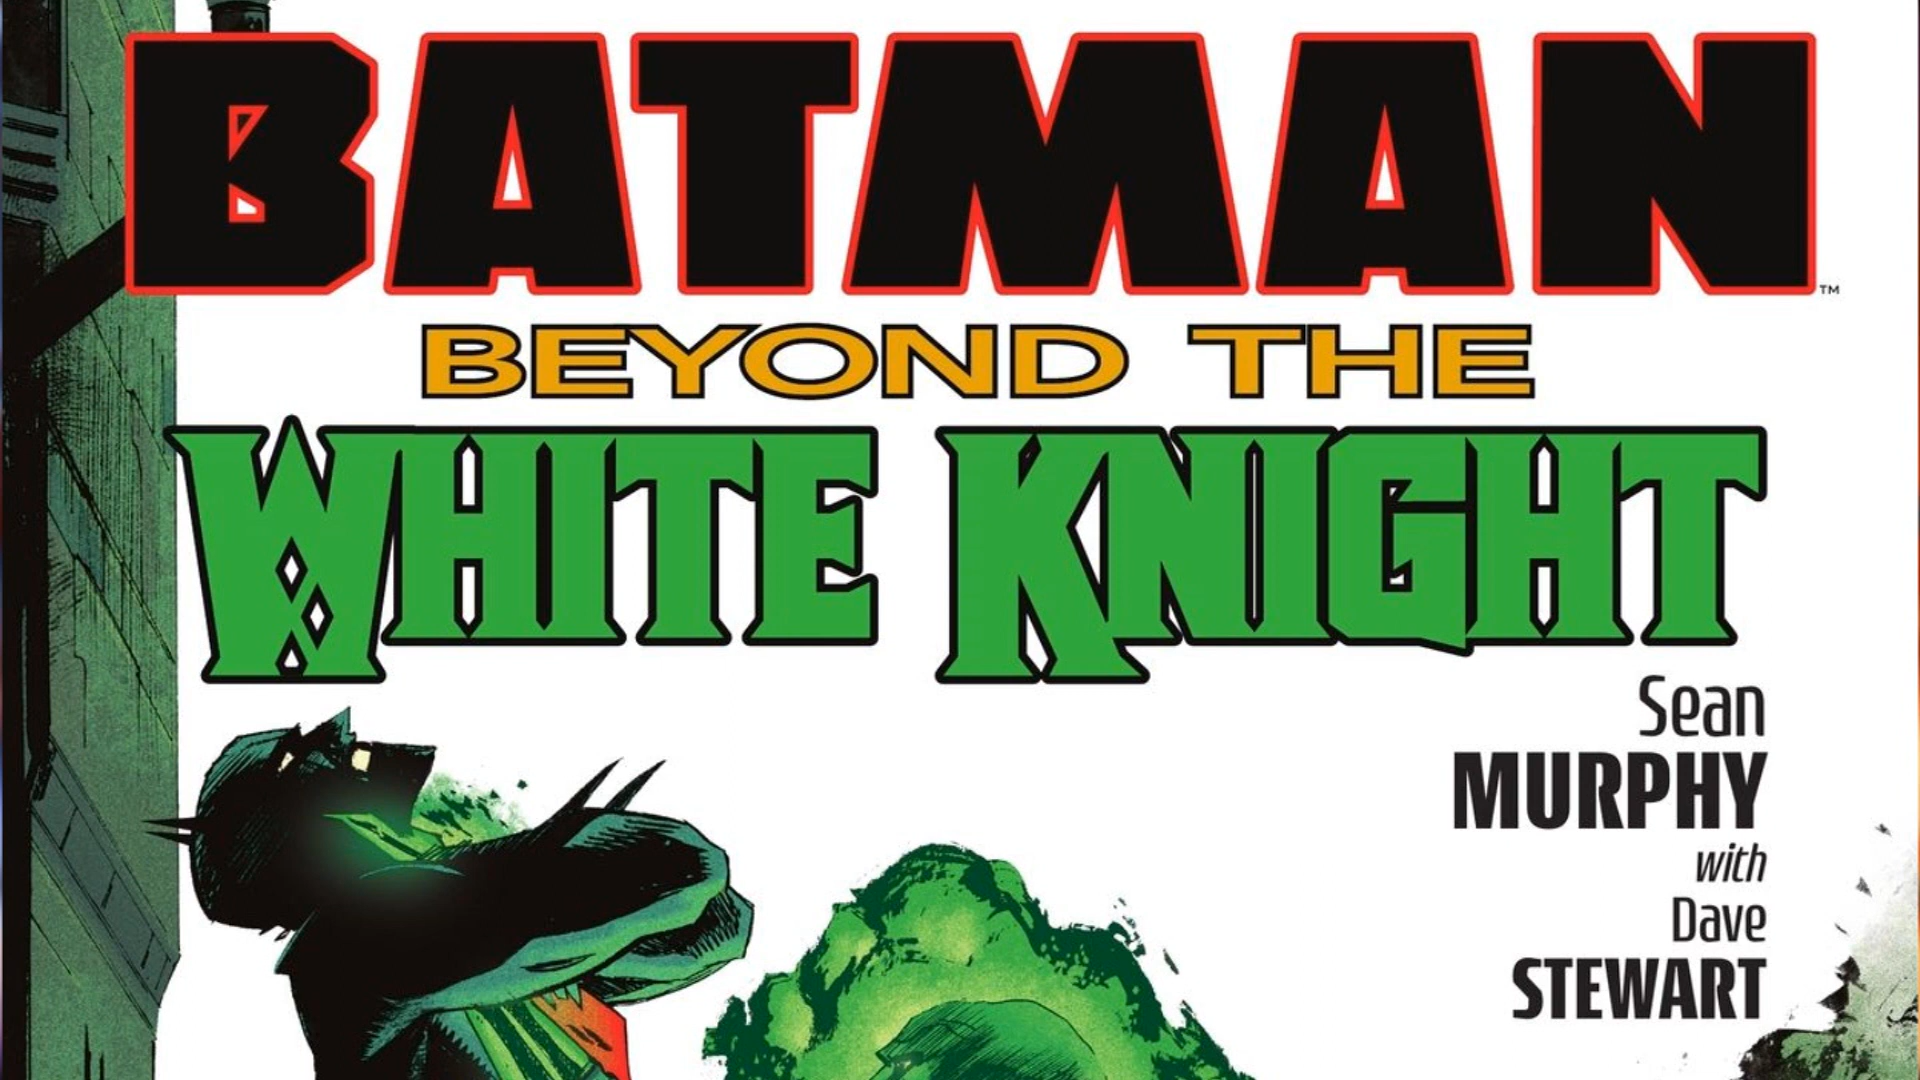 BATMAN™
BEYOND THE
WHITE KNIGHT
Sean
MURPHY
with
Dave
STEWART